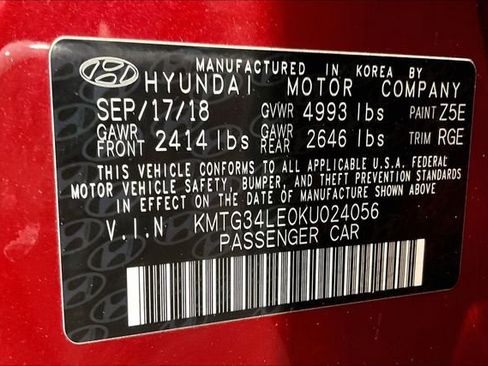 MANUFACTURED IN KOREA BY
HYUNDAI MOTOR COMPANY
SEP/17/18 GVWR 4993 lbs PAINT Z5E
GAWR FRONT 2414 lbs GAWR REAR 2646 lbs TRIM RGE
THIS VEHICLE CONFORMS TO ALL APPLICABLE U.S.A. FEDERAL
MOTOR VEHICLE SAFETY, BUMPER, AND THEFT PREVENTION STANDARDS
IN EFFECT ON THE DATE OF MANUFACTURE SHOWN ABOVE.
V.I.N KMTG34LE0KU024056
PASSENGER CAR